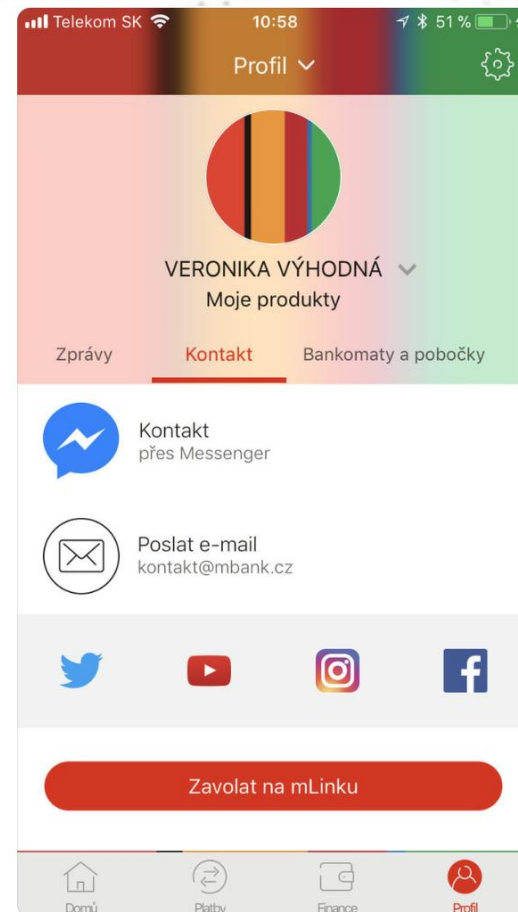 Telekom SK 10:58 51 %
Profil
VERONIKA VÝHODNÁ
Moje produkty
Zprávy Kontakt Bankomaty a pobočky
Kontakt
přes Messenger
Poslat e-mail
kontakt@mbank.cz
Zavolat na mLinku
Domů Platby Finance Profil